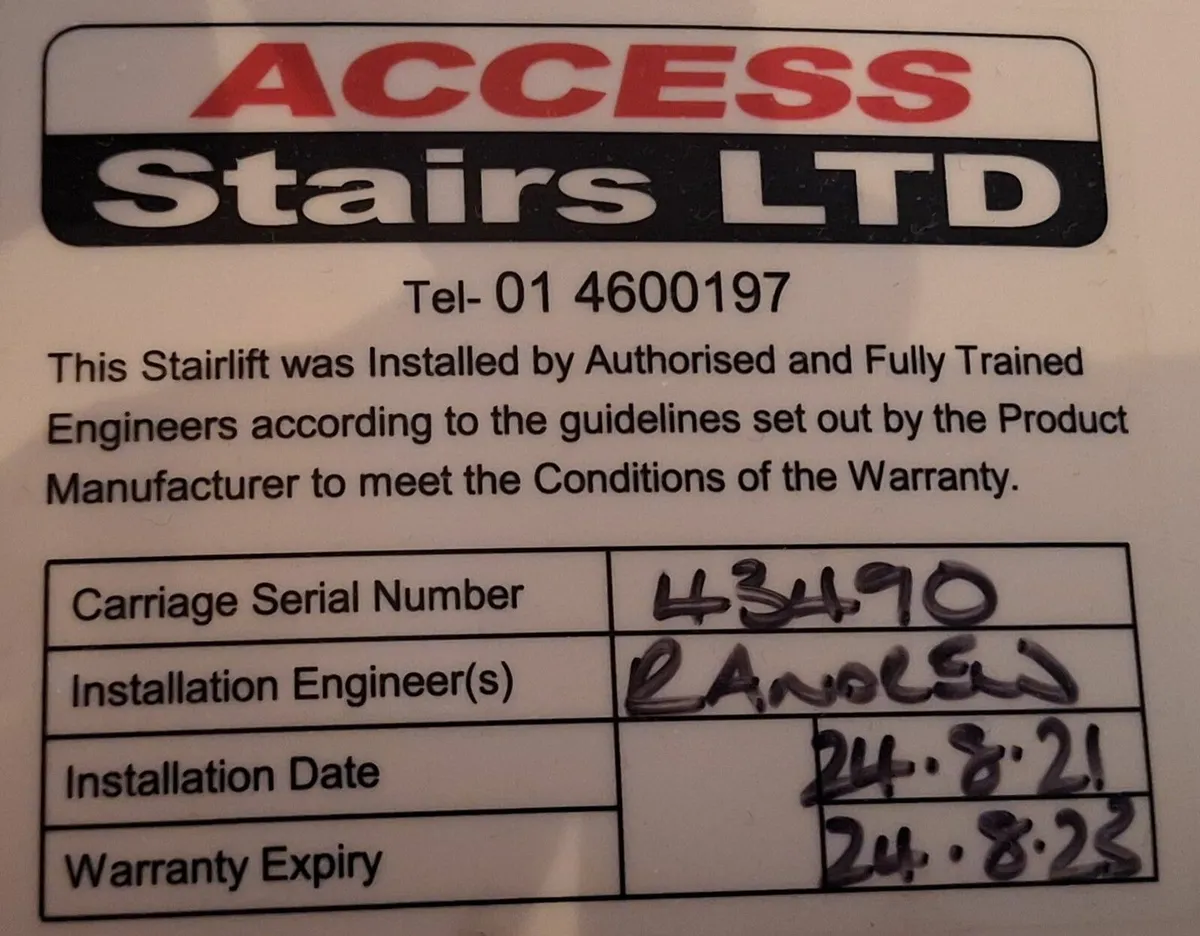 ACCESS
Stairs LTD
Tel- 01 4600197
This Stairlift was Installed by Authorised and Fully Trained
Engineers according to the guidelines set out by the Product
Manufacturer to meet the Conditions of the Warranty.
Carriage Serial Number 43490
Installation Engineer(s) R ANDREW
Installation Date 24.8.21
Warranty Expiry 24.8.23